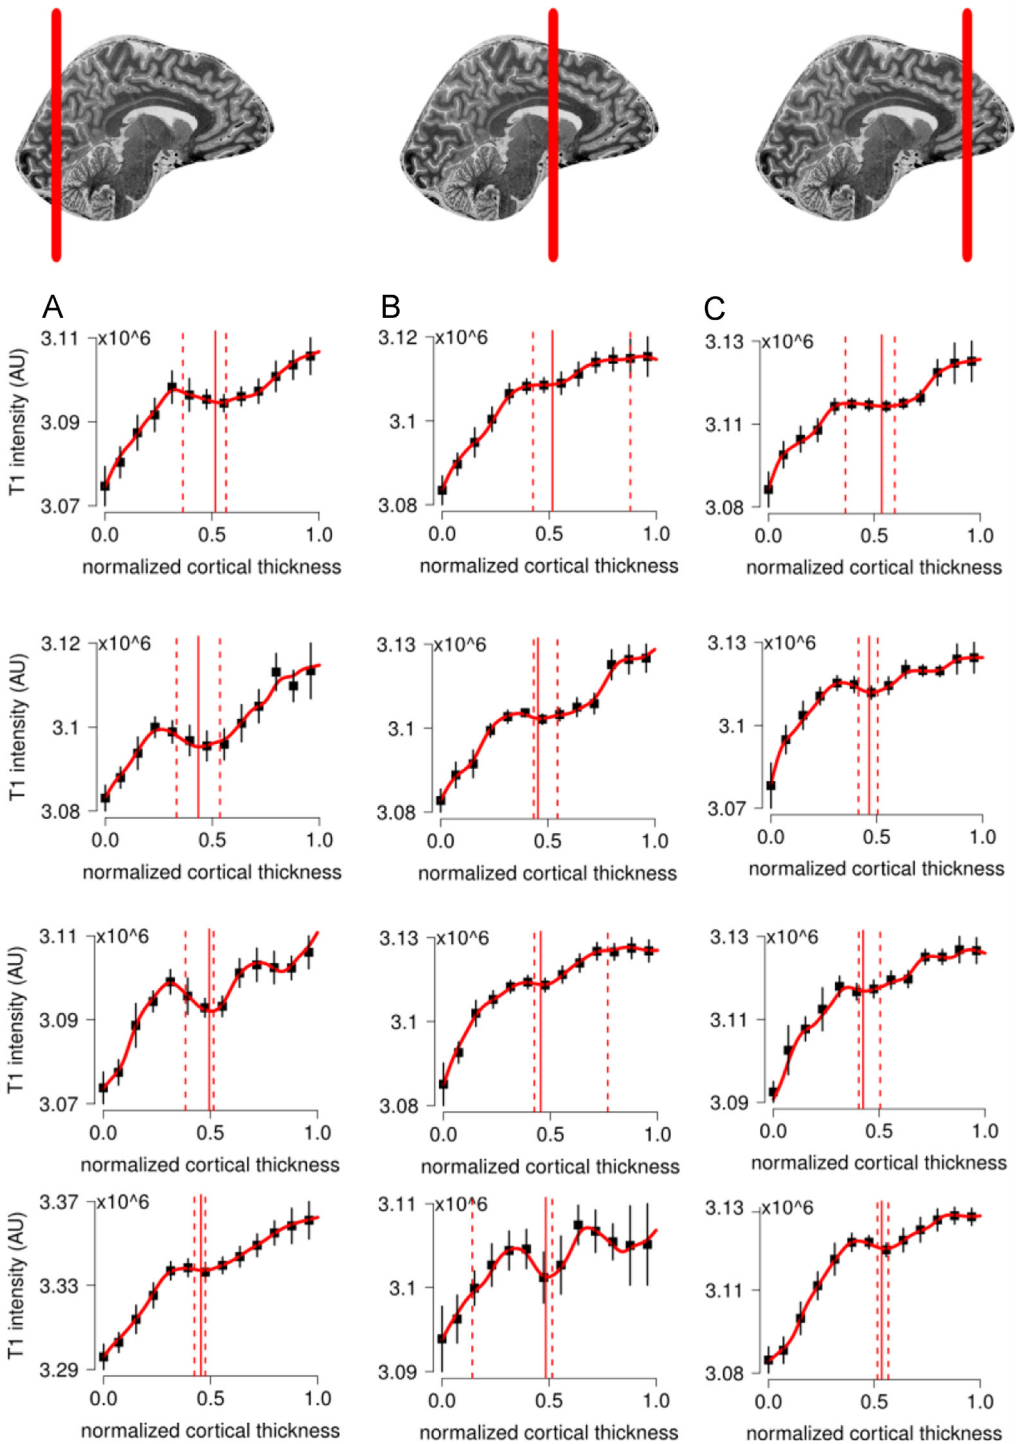 A B C
x10^6 x10^6 x10^6
T1 intensity (AU)
3.11 3.09 3.07
3.12 3.1 3.08
3.13 3.11 3.08
0.0 0.5 1.0 0.0 0.5 1.0 0.0 0.5 1.0
normalized cortical thickness normalized cortical thickness normalized cortical thickness
x10^6 x10^6 x10^6
T1 intensity (AU)
3.12 3.1 3.08
3.13 3.1 3.08
3.13 3.1 3.07
0.0 0.5 1.0 0.0 0.5 1.0 0.0 0.5 1.0
normalized cortical thickness normalized cortical thickness normalized cortical thickness
x10^6 x10^6 x10^6
T1 intensity (AU)
3.11 3.09 3.07
3.13 3.1 3.08
3.13 3.11 3.09
0.0 0.5 1.0 0.0 0.5 1.0 0.0 0.5 1.0
normalized cortical thickness normalized cortical thickness normalized cortical thickness
x10^6 x10^6 x10^6
T1 intensity (AU)
3.37 3.33 3.29
3.11 3.1 3.09
3.13 3.11 3.08
0.0 0.5 1.0 0.0 0.5 1.0 0.0 0.5 1.0
normalized cortical thickness normalized cortical thickness normalized cortical thickness